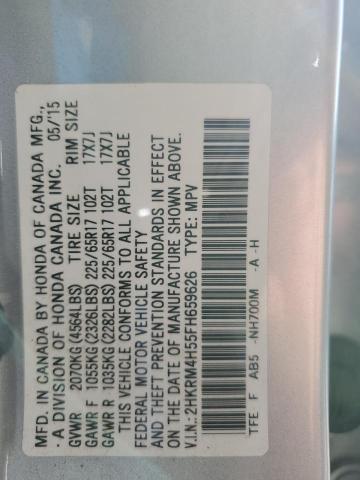 MFD. IN CANADA BY HONDA OF CANADA MFG.,
A DIVISION OF HONDA CANADA INC. 05/'15
GVWR 2070KG(4564LBS) TIRE SIZE RIM SIZE
GAWR F 1055KG(2326LBS) 225/65R17 102T 17X7J
GAWR R 1035KG(2282LBS) 225/65R17 102T 17X7J
THIS VEHICLE CONFORMS TO ALL APPLICABLE
FEDERAL MOTOR VEHICLE SAFETY
AND THEFT PREVENTION STANDARDS IN EFFECT
ON THE DATE OF MANUFACTURE SHOWN ABOVE.
V.I.N.: 2HKRM4H55FH659626 TYPE: MPV
TFE F AB5 -NH700M -A -H